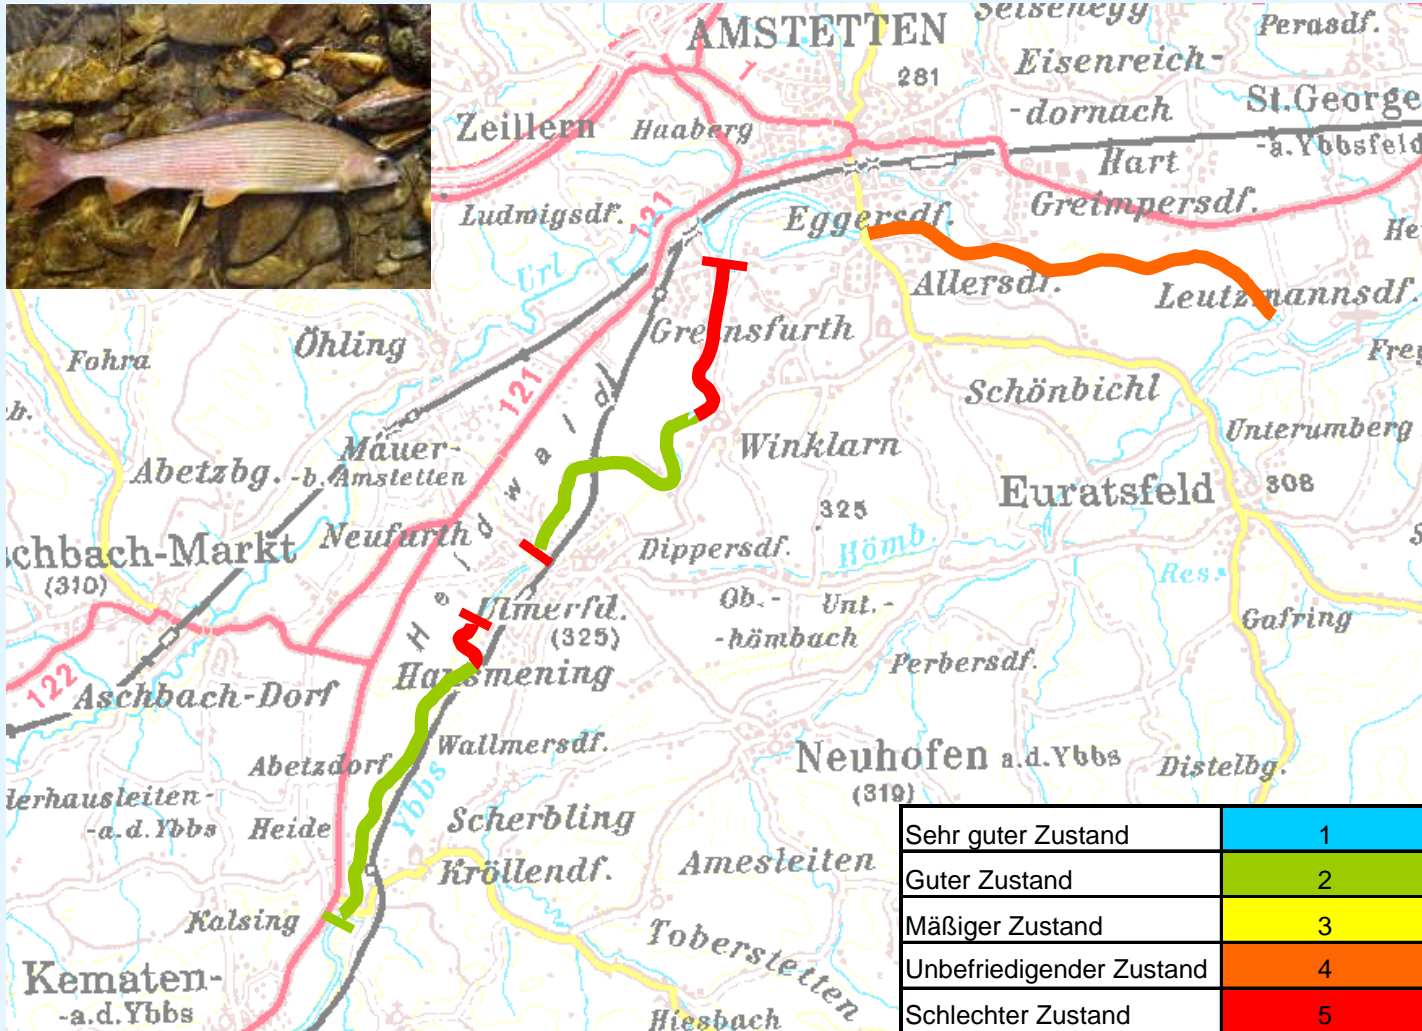 AMSTETTEN
Seisenegg
Perasdf.
281
Eisenreich-
-dornach
St.George
-a.Ybbsfeld
Zeillern
Haaberg
1
Hart
Greimpersdf.
Ludwigsdf.
121
Eggersdf.
Url
Allersdf.
Leutzmannsdf.
Öhling
Greinsfurth
Fohra
Frey
121
Schönbichl
b.
Mauer-
-b.Amstetten
Abetzbg.
Winklarn
Unterumberg
Euratsfeld
308
325
Heidwald
Neufurth
schbach-Markt
(310)
Dippersdf.
Hömb.
Res.
Ulmerfd.
(325)
Ob.-
Unt.-
-hömbach
Gafring
Hausmening
Perbersdf.
122
Aschbach-Dorf
Wallmersdf.
Abetzdorf
Neuhofen a.d.Ybbs
(319)
Distelbg.
derhausleiten-
-a.d.Ybbs
Heide
Ybbs
Scherbling
Kröllendf.
Amesleiten
Kalsing
Toberstetten
Kematen-
-a.d.Ybbs
Hiesbach
Sehr guter Zustand 1
Guter Zustand 2
Mäßiger Zustand 3
Unbefriedigender Zustand 4
Schlechter Zustand 5